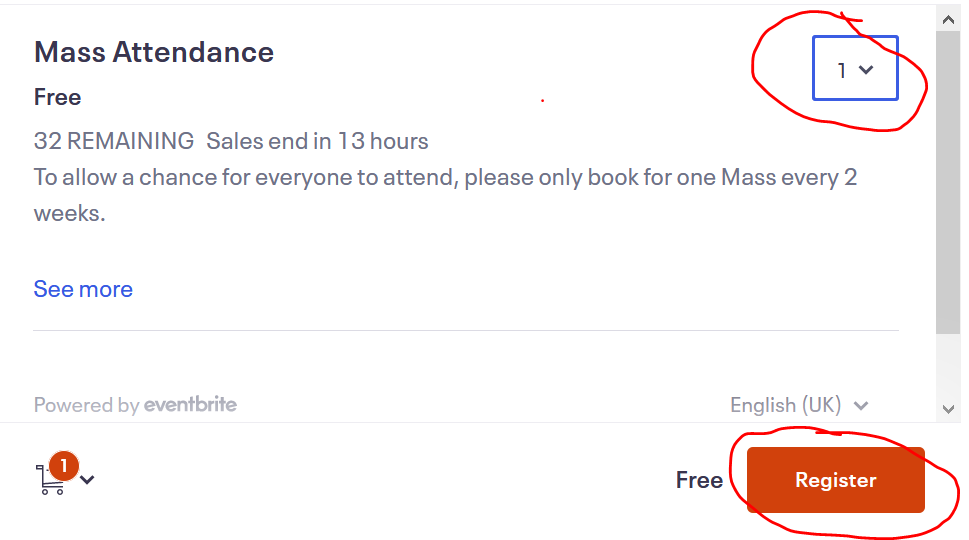 Mass Attendance
1
Free
32 REMAINING Sales end in 13 hours
To allow a chance for everyone to attend, please only book for one Mass every 2
weeks.
See more
Powered by eventbrite
English (UK)
1
Free
Register